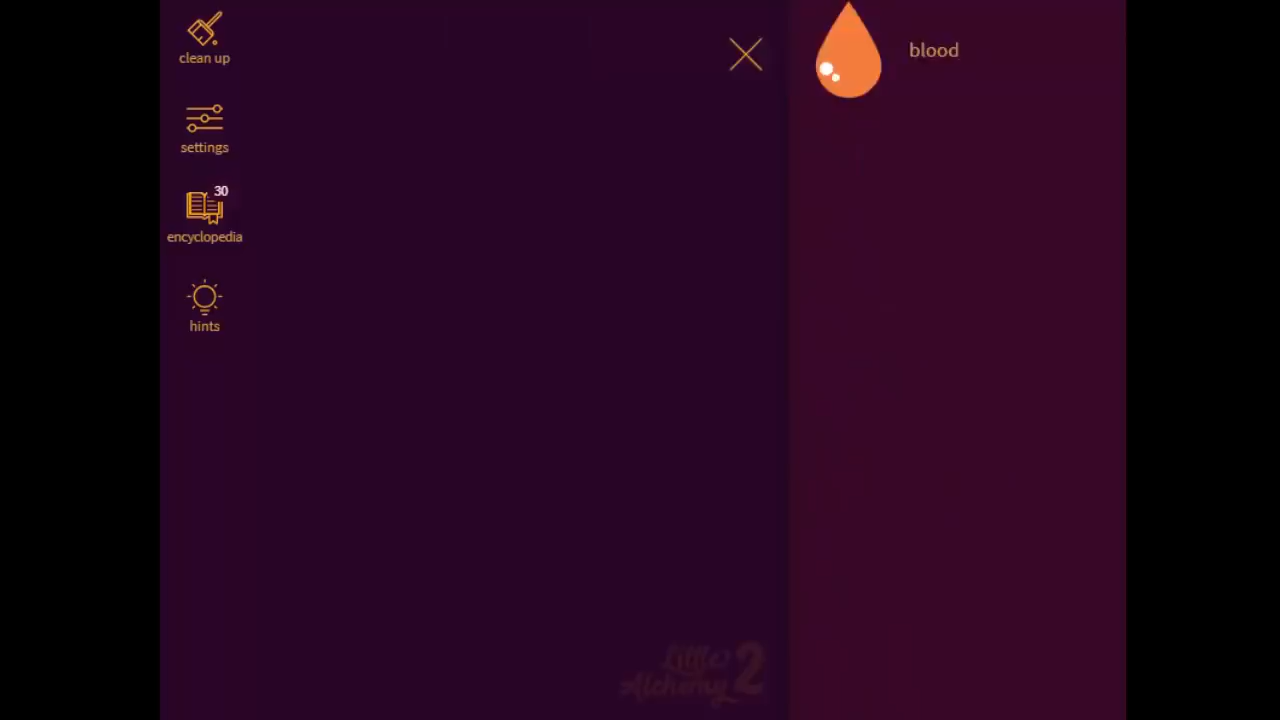 clean up
settings
30
encyclopedia
hints
blood
Little
Alchemy 2